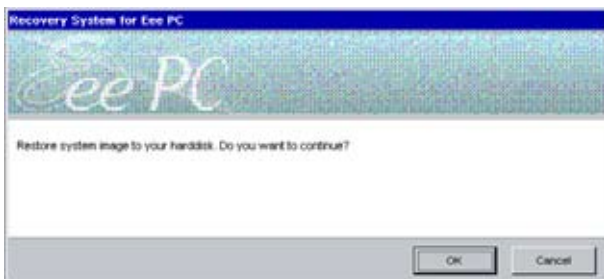 Recovery System for Eee PC
Eee PC
Restore system image to your harddisk. Do you want to continue?
OK
Cancel